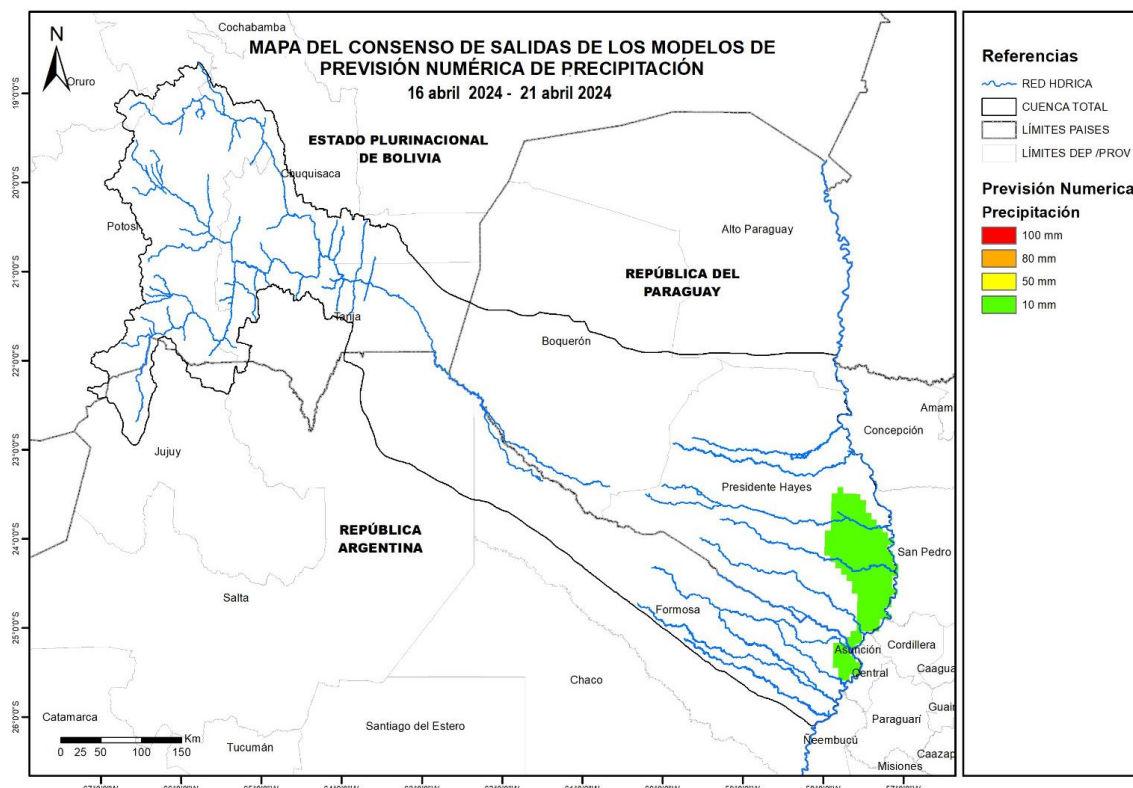 MAPA DEL CONSENSO DE SALIDAS DE LOS MODELOS DE
PREVISIÓN NUMÉRICA DE PRECIPITACIÓN
16 abril 2024 - 21 abril 2024
N
Cochabamba
Oruro
ESTADO PLURINACIONAL
DE BOLIVIA
Chuquisaca
Potosí
Tarija
Alto Paraguay
REPÚBLICA DEL
PARAGUAY
Boquerón
Amam
Concepción
Jujuy
Presidente Hayes
REPÚBLICA
ARGENTINA
San Pedro
Salta
Formosa
Asunción
Cordillera
Central
Caagua
Chaco
Guair
Catamarca
Santiago del Estero
Paraguarí
Ñeembucú
Tucumán
Caazap
Misiones
Km
0 25 50 100 150
19°0'0"S
20°0'0"S
21°0'0"S
22°0'0"S
23°0'0"S
24°0'0"S
25°0'0"S
26°0'0"S
Referencias
RED HDRICA
CUENCA TOTAL
LÍMITES PAISES
LÍMITES DEP /PROV
Previsión Numerica
Precipitación
100 mm
80 mm
50 mm
10 mm